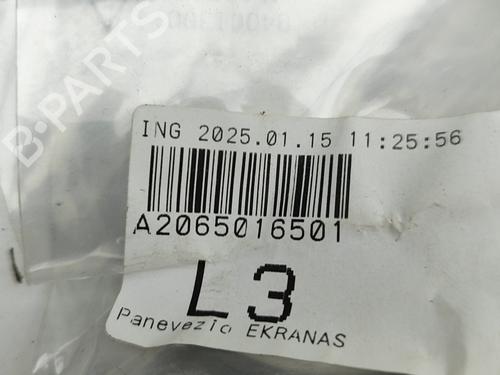 B-PARTS
ING 2025.01.15 11:25:56
A2065016501
L3
Panevezio EKRANAS